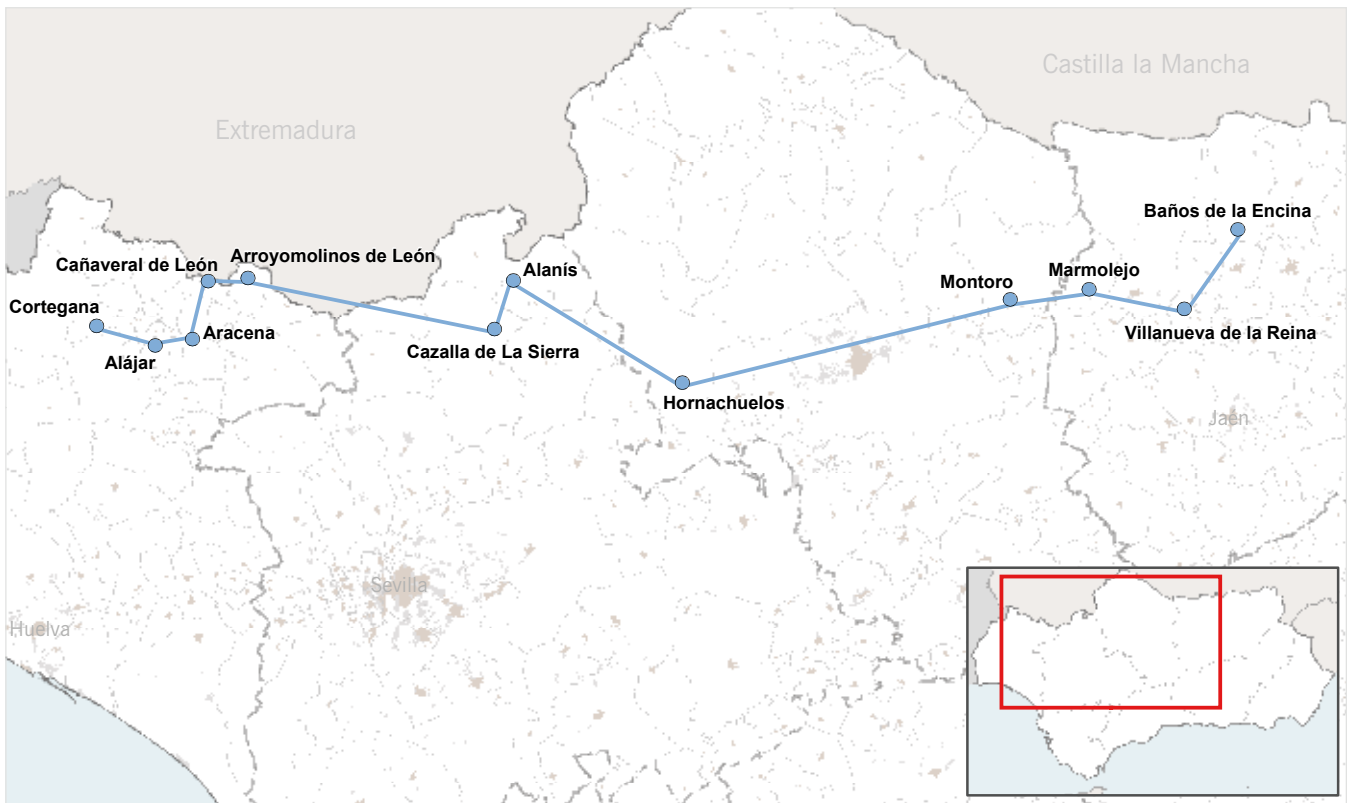 Castilla la Mancha
Extremadura
Baños de la Encina
Arroyomolinos de León
Cañaveral de León
Alanís
Marmolejo
Montoro
Cortegana
Aracena
Villanueva de la Reina
Alájar
Cazalla de La Sierra
Hornachuelos
Jaén
Sevilla
Huelva